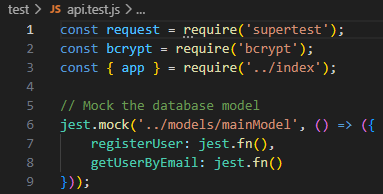 test > JS api.test.js > ...
1 const request = require('supertest');
2 const bcrypt = require('bcrypt');
3 const { app } = require('../index');
4
5 // Mock the database model
6 jest.mock('../models/mainModel', () => ({
7 registerUser: jest.fn(),
8 getUserByEmail: jest.fn()
9 }));